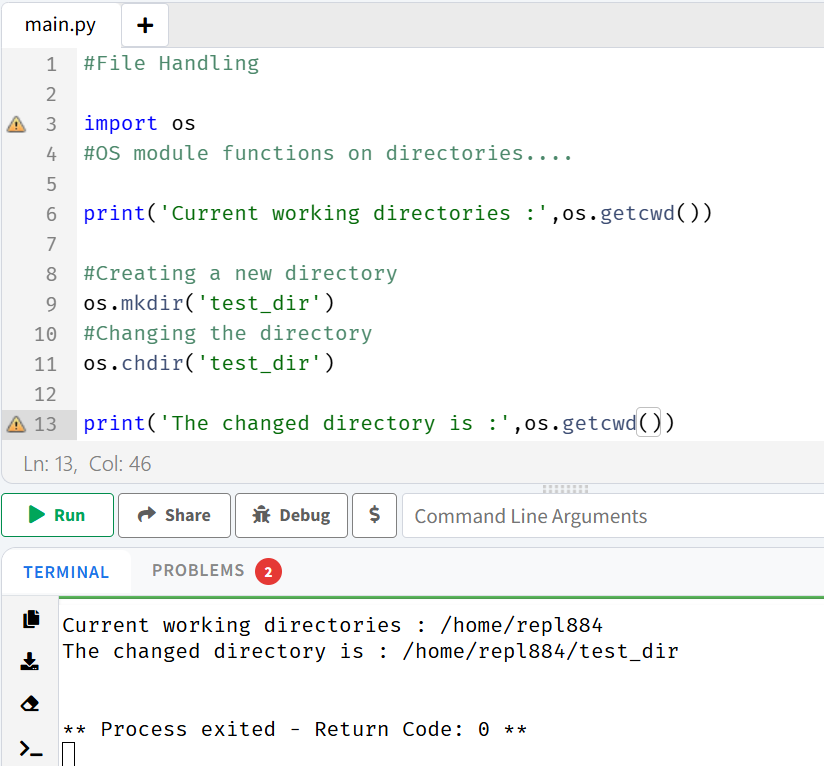 main.py +
1 #File Handling
2
3 import os
4 #OS module functions on directories....
5
6 print('Current working directories :',os.getcwd())
7
8 #Creating a new directory
9 os.mkdir('test_dir')
10 #Changing the directory
11 os.chdir('test_dir')
12
13 print('The changed directory is :',os.getcwd())
Ln: 13, Col: 46
Run Share Debug $ Command Line Arguments
TERMINAL PROBLEMS 2
Current working directories : /home/repl884
The changed directory is : /home/repl884/test_dir
** Process exited - Return Code: 0 **